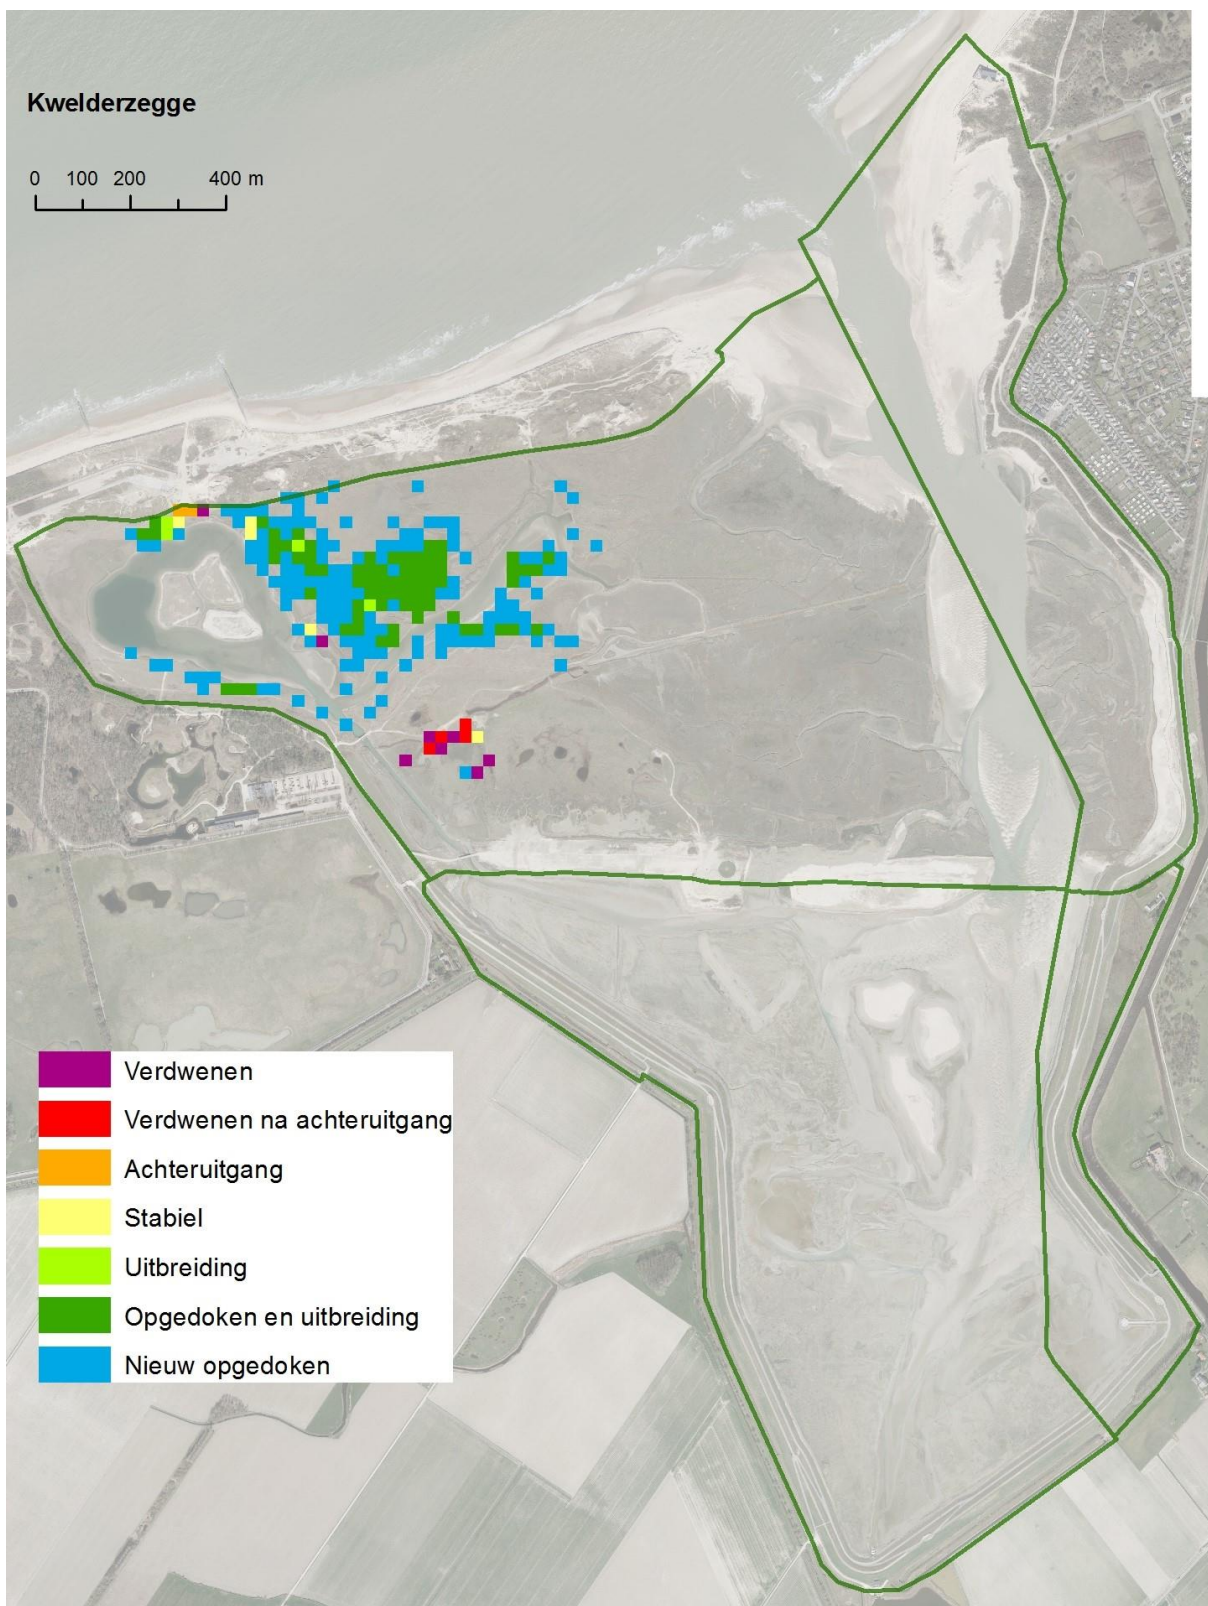 Kwelderzegge
0 100 200 400 m
Verdwenen
Verdwenen na achteruitgang
Achteruitgang
Stabiel
Uitbreiding
Opgedoken en uitbreiding
Nieuw opgedoken